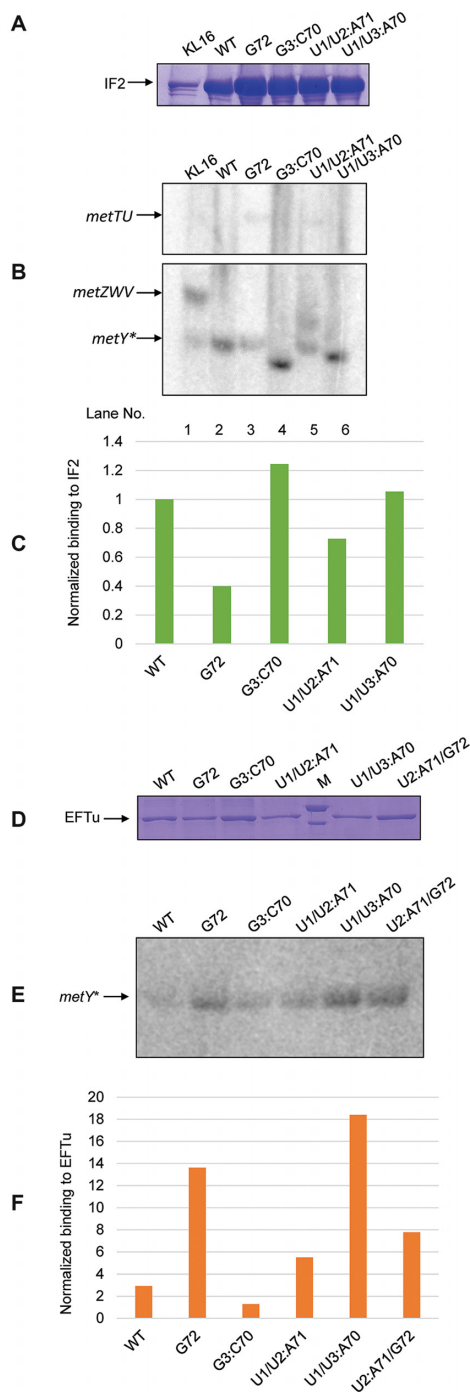 A
KL16 WT G72 G3:C70 U1/U2:A71 U1/U3:A70
IF2
KL16 WT G72 G3:C70 U1/U2:A71 U1/U3:A70
metTU
B
metZWV
metY*
Lane No. 1 2 3 4 5 6
C
Normalized binding to IF2
1.4
1.2
1
0.8
0.6
0.4
0.2
0
WT G72 G3:C70 U1/U2:A71 U1/U3:A70
WT G72 G3:C70 U1/U2:A71 M U1/U3:A70 U2:A71/G72
D
EFTu
WT G72 G3:C70 U1/U2:A71 U1/U3:A70 U2:A71/G72
E
metY*
F
Normalized binding to EFTu
20
18
16
14
12
10
8
6
4
2
0
WT G72 G3:C70 U1/U2:A71 U1/U3:A70 U2:A71/G72